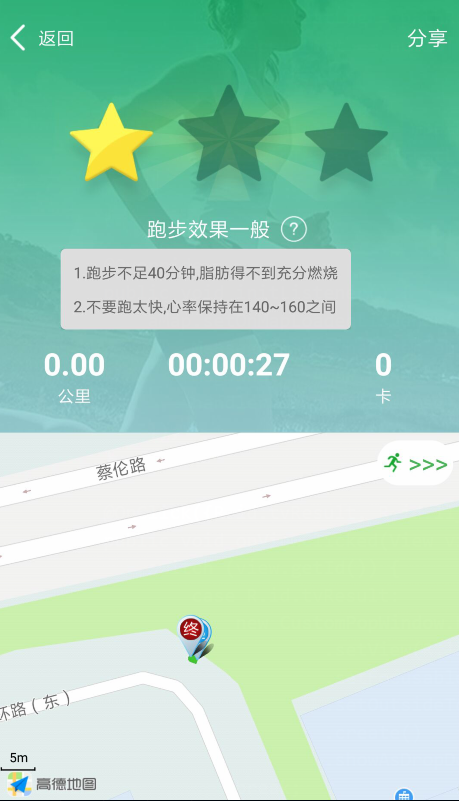 返回
分享
跑步效果一般 ?
1.跑步不足40分钟,脂肪得不到充分燃烧
2.不要跑太快,心率保持在140~160之间
0.00
00:00:27
0
公里
卡
>>>
蔡伦路
终
环路(东)
5m
高德地图